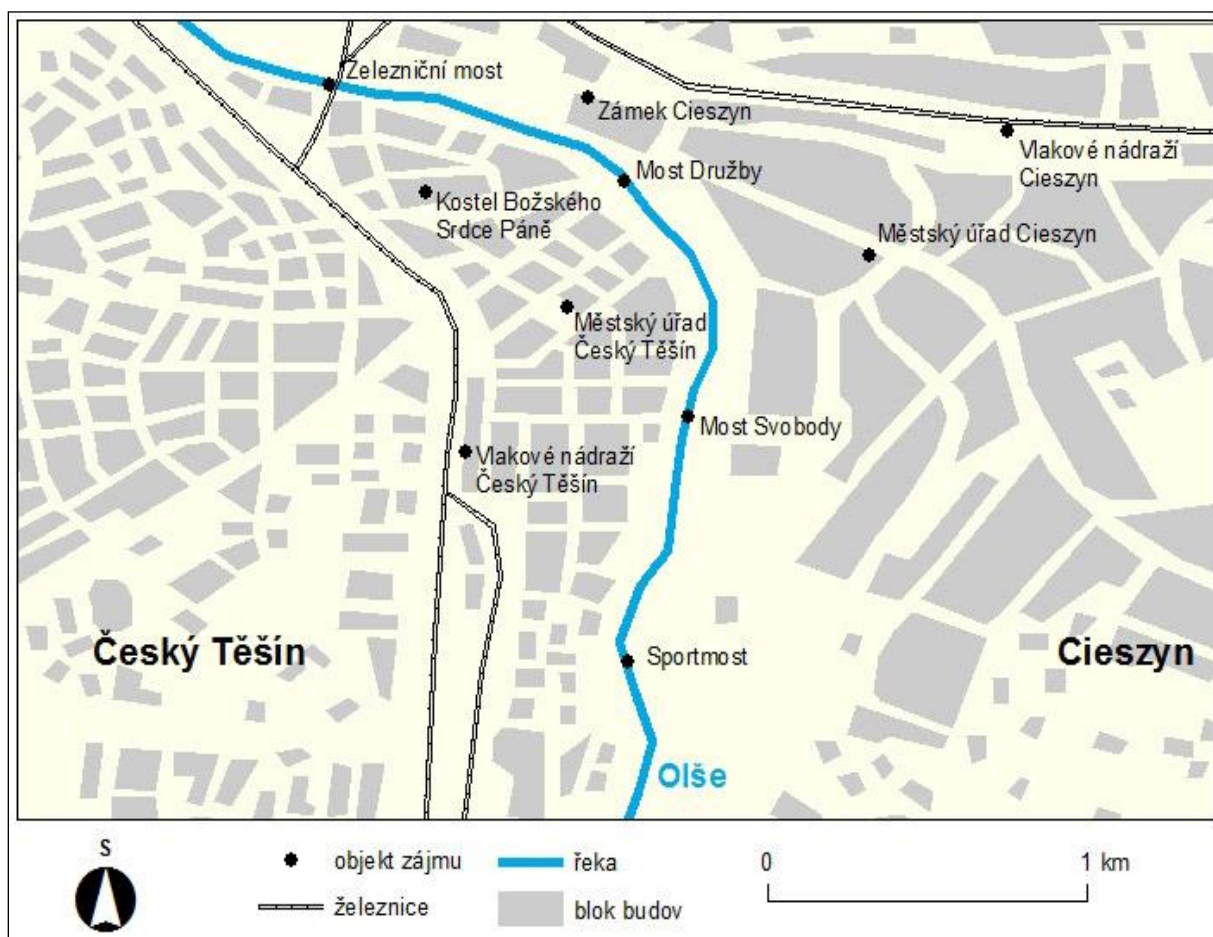 Železniční most
Zámek Cieszyn
Vlakové nádraží
Cieszyn
Most Družby
Kostel Božského
Srdce Páně
Městský úřad Cieszyn
Městský úřad
Český Těšín
Most Svobody
Vlakové nádraží
Český Těšín
Český Těšín
Sportmost
Cieszyn
Olše
S
objekt zájmu
řeka
0
1 km
železnice
blok budov